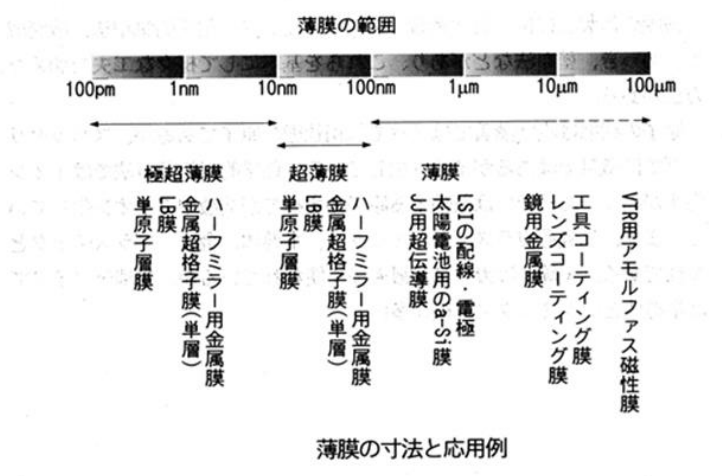 薄膜の範囲
100pm 1nm 10nm 100nm 1μm 10μm 100μm
極超薄膜
ハーフミラー用金属膜
金属超格子膜(単層)
LB膜
単原子層膜
超薄膜
ハーフミラー用金属膜
金属超格子膜(単層)
LB膜
単原子層膜
薄膜
LSIの配線・電極
太陽電池用のa-Si膜
JJ用超伝導膜
工具コーティング膜
レンズコーティング膜
鏡用金属膜
VTR用アモルファス磁性膜
薄膜の寸法と応用例